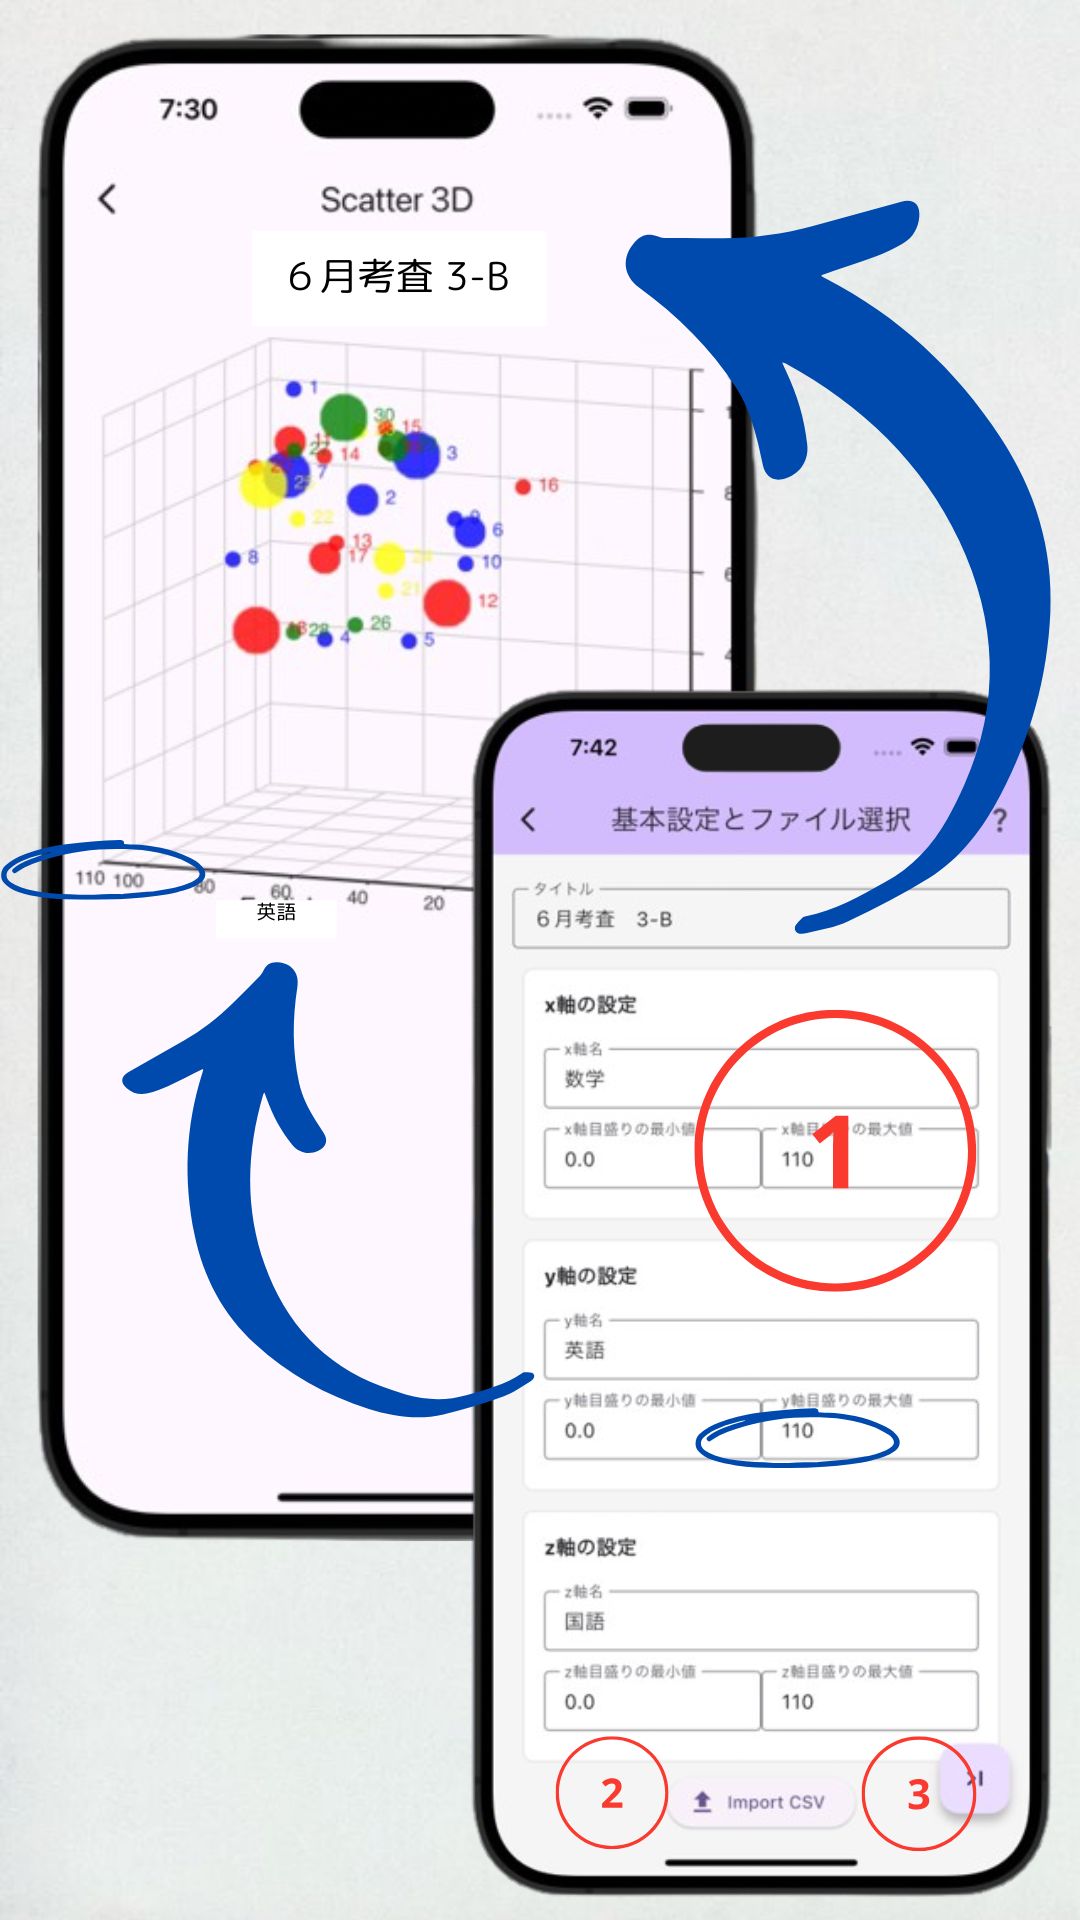 7:30
Scatter 3D
6月考査 3-B
1
30
15
3
14
7
16
2
22
9
6
13
8
17
24
10
21
12
26
28
4
5
8
6
4
110 100 80 60 40 20
英語
7:42
基本設定とファイル選択 ?
タイトル
6月考査 3-B
x軸の設定
x軸名
数学
x軸目盛りの最小値
0.0
x軸目盛りの最大値
110
1
y軸の設定
y軸名
英語
y軸目盛りの最小値
0.0
y軸目盛りの最大値
110
z軸の設定
z軸名
国語
z軸目盛りの最小値
0.0
z軸目盛りの最大値
110
2
Import CSV
3